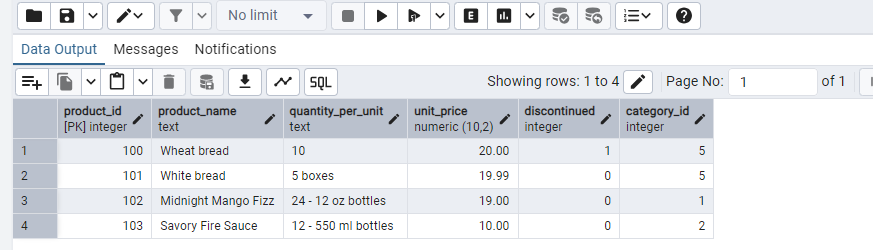 No limit
E
Data Output Messages Notifications
SQL Showing rows: 1 to 4 Page No: 1 of 1
product_id product_name quantity_per_unit unit_price discontinued category_id
[PK] integer text text numeric (10,2) integer integer
1 100 Wheat bread 10 20.00 1 5
2 101 White bread 5 boxes 19.99 0 5
3 102 Midnight Mango Fizz 24 - 12 oz bottles 19.00 0 1
4 103 Savory Fire Sauce 12 - 550 ml bottles 10.00 0 2